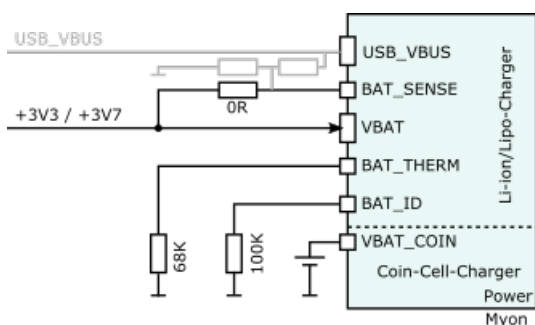 USB_VBUS
USB_VBUS
BAT_SENSE
0R
+3V3 / +3V7
VBAT
BAT_THERM
BAT_ID
68K
100K
VBAT_COIN
Li-ion/Lipo-Charger
Coin-Cell-Charger
Power
Myon